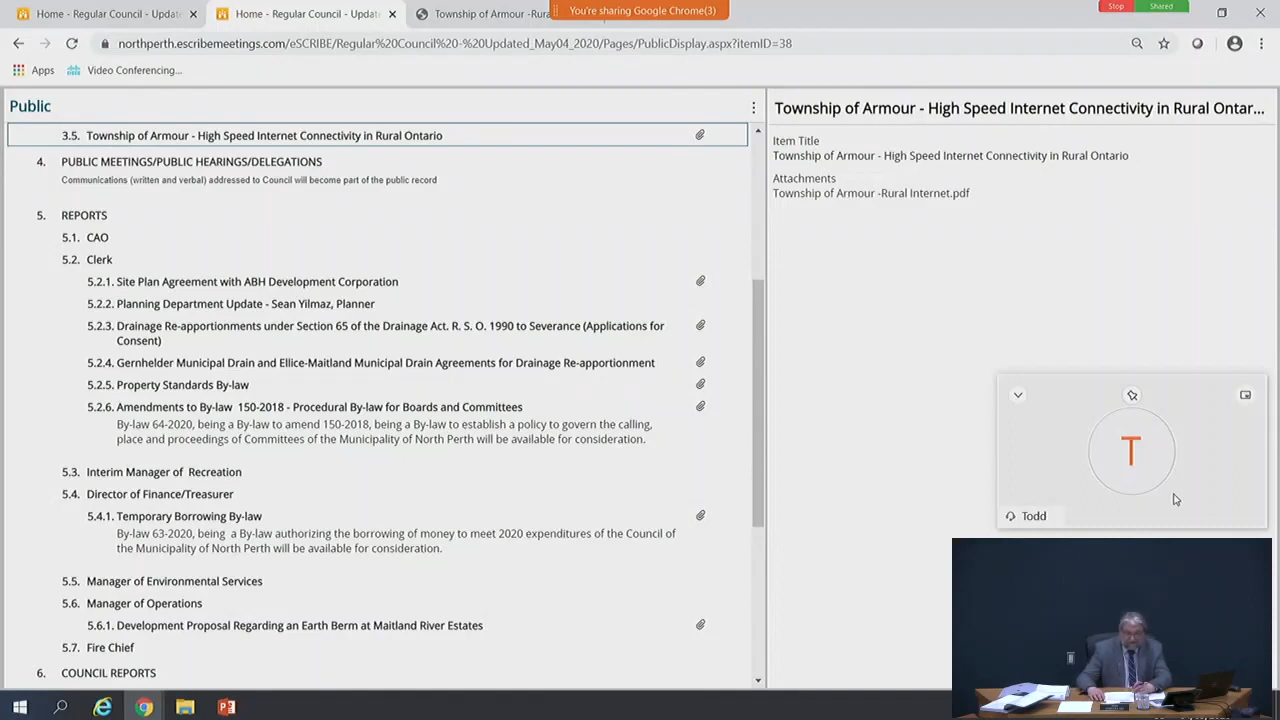 Home - Regular Council - Update
Home - Regular Council - Update
Township of Armour -Ru
You're sharing Google Chrome(3)
Stop
Shared
northperth.escribemeetings.com/eSCRIBE/Regular%20Council%20-%20Updated_May04_2020/Pages/PublicDisplay.aspx?itemID=38
Apps
Video Conferencing...
Public
3.5. Township of Armour - High Speed Internet Connectivity in Rural Ontario
4. PUBLIC MEETINGS/PUBLIC HEARINGS/DELEGATIONS
Communications (written and verbal) addressed to Council will become part of the public record
5. REPORTS
5.1. CAO
5.2. Clerk
5.2.1. Site Plan Agreement with ABH Development Corporation
5.2.2. Planning Department Update - Sean Yilmaz, Planner
5.2.3. Drainage Re-apportionments under Section 65 of the Drainage Act. R. S. O. 1990 to Severance (Applications for
Consent)
5.2.4. Gernhelder Municipal Drain and Ellice-Maitland Municipal Drain Agreements for Drainage Re-apportionment
5.2.5. Property Standards By-law
5.2.6. Amendments to By-law 150-2018 - Procedural By-law for Boards and Committees
By-law 64-2020, being a By-law to amend 150-2018, being a By-law to establish a policy to govern the calling,
place and proceedings of Committees of the Municipality of North Perth will be available for consideration.
5.3. Interim Manager of Recreation
5.4. Director of Finance/Treasurer
5.4.1. Temporary Borrowing By-law
By-law 63-2020, being a By-law authorizing the borrowing of money to meet 2020 expenditures of the Council of
the Municipality of North Perth will be available for consideration.
5.5. Manager of Environmental Services
5.6. Manager of Operations
5.6.1. Development Proposal Regarding an Earth Berm at Maitland River Estates
5.7. Fire Chief
6. COUNCIL REPORTS
Township of Armour - High Speed Internet Connectivity in Rural Ontar...
Item Title
Township of Armour - High Speed Internet Connectivity in Rural Ontario
Attachments
Township of Armour -Rural Internet.pdf
T
Todd